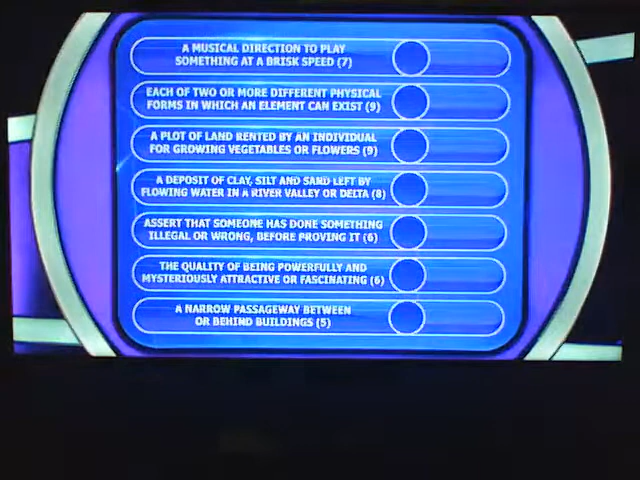 A MUSICAL DIRECTION TO PLAY
SOMETHING AT A BRISK SPEED (7)
EACH OF TWO OR MORE DIFFERENT PHYSICAL
FORMS IN WHICH AN ELEMENT CAN EXIST (9)
A PLOT OF LAND RENTED BY AN INDIVIDUAL
FOR GROWING VEGETABLES OR FLOWERS (9)
A DEPOSIT OF CLAY, SILT AND SAND LEFT BY
FLOWING WATER IN A RIVER VALLEY OR DELTA (8)
ASSERT THAT SOMEONE HAS DONE SOMETHING
ILLEGAL OR WRONG, BEFORE PROVING IT (6)
THE QUALITY OF BEING POWERFULLY AND
MYSTERIOUSLY ATTRACTIVE OR FASCINATING (6)
A NARROW PASSAGEWAY BETWEEN
OR BEHIND BUILDINGS (5)